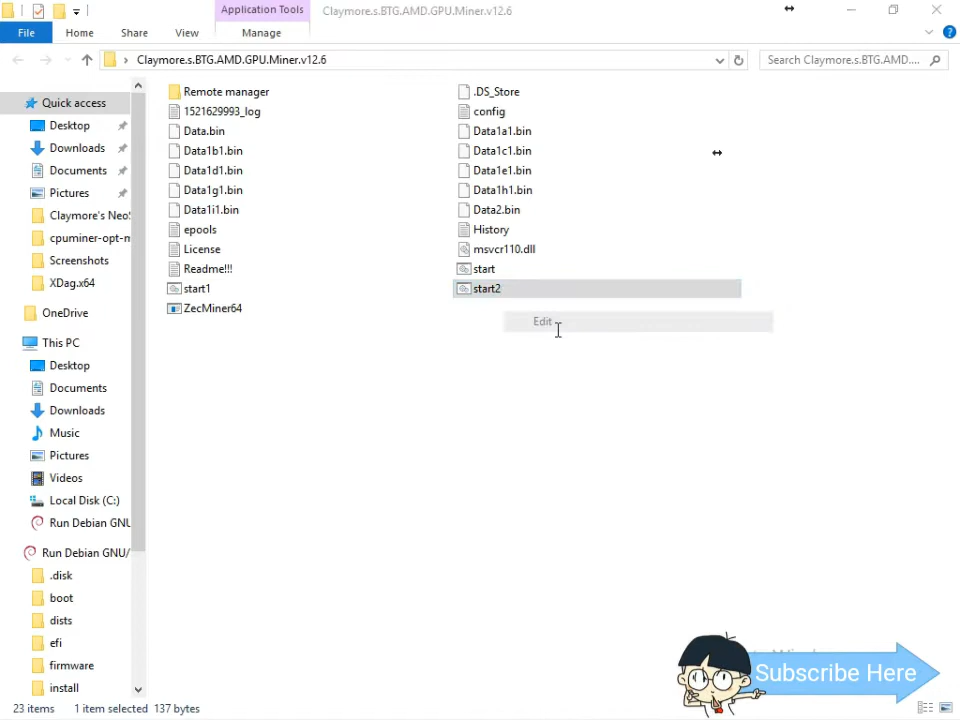 Application Tools
Claymore.s.BTG.AMD.GPU.Miner.v12.6
File
Home
Share
View
Manage
Claymore.s.BTG.AMD.GPU.Miner.v12.6
Search Claymore.s.BTG.AMD....
Quick access
Desktop
Downloads
Documents
Pictures
Claymore's NeoS
cpuminer-opt-m
Screenshots
XDag.x64
OneDrive
This PC
Desktop
Documents
Downloads
Music
Pictures
Videos
Local Disk (C:)
Run Debian GNU
Run Debian GNU/
.disk
boot
dists
efi
firmware
install
Remote manager
1521629993_log
Data.bin
Data1b1.bin
Data1d1.bin
Data1g1.bin
Data1i1.bin
epools
License
Readme!!!
start1
ZecMiner64
.DS_Store
config
Data1a1.bin
Data1c1.bin
Data1e1.bin
Data1h1.bin
Data2.bin
History
msvcr110.dll
start
start2
Edit
Subscribe Here
23 items
1 item selected 137 bytes